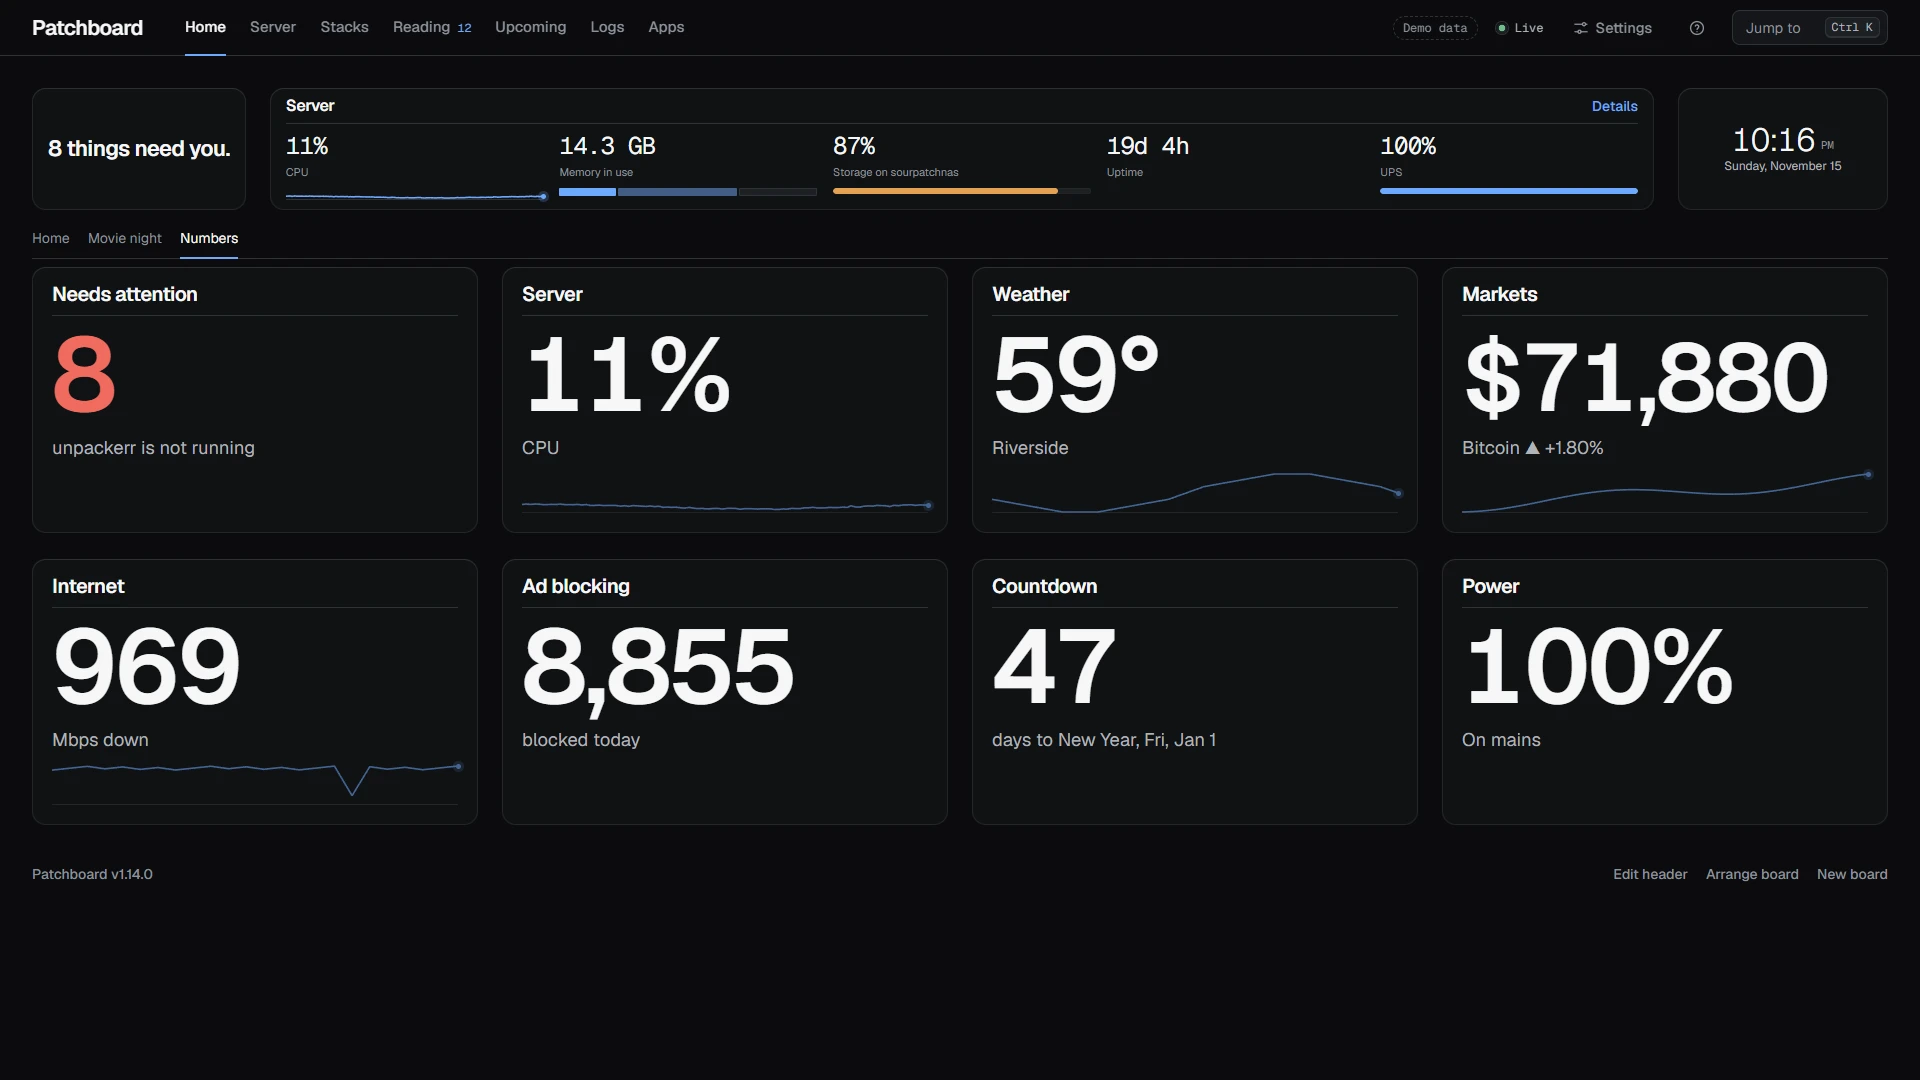 Patchboard
Home
Server
Stacks
Reading 12
Upcoming
Logs
Apps
Demo data
Live
Settings
Jump to
Ctrl K
8 things need you.
Server
Details
11%
CPU
14.3 GB
Memory in use
87%
Storage on sourpatchnas
19d 4h
Uptime
100%
UPS
10:16 PM
Sunday, November 15
Home
Movie night
Numbers
Needs attention
8
unpackerr is not running
Server
11%
CPU
Weather
59°
Riverside
Markets
$71,880
Bitcoin ▲ +1.80%
Internet
969
Mbps down
Ad blocking
8,855
blocked today
Countdown
47
days to New Year, Fri, Jan 1
Power
100%
On mains
Patchboard v1.14.0
Edit header
Arrange board
New board